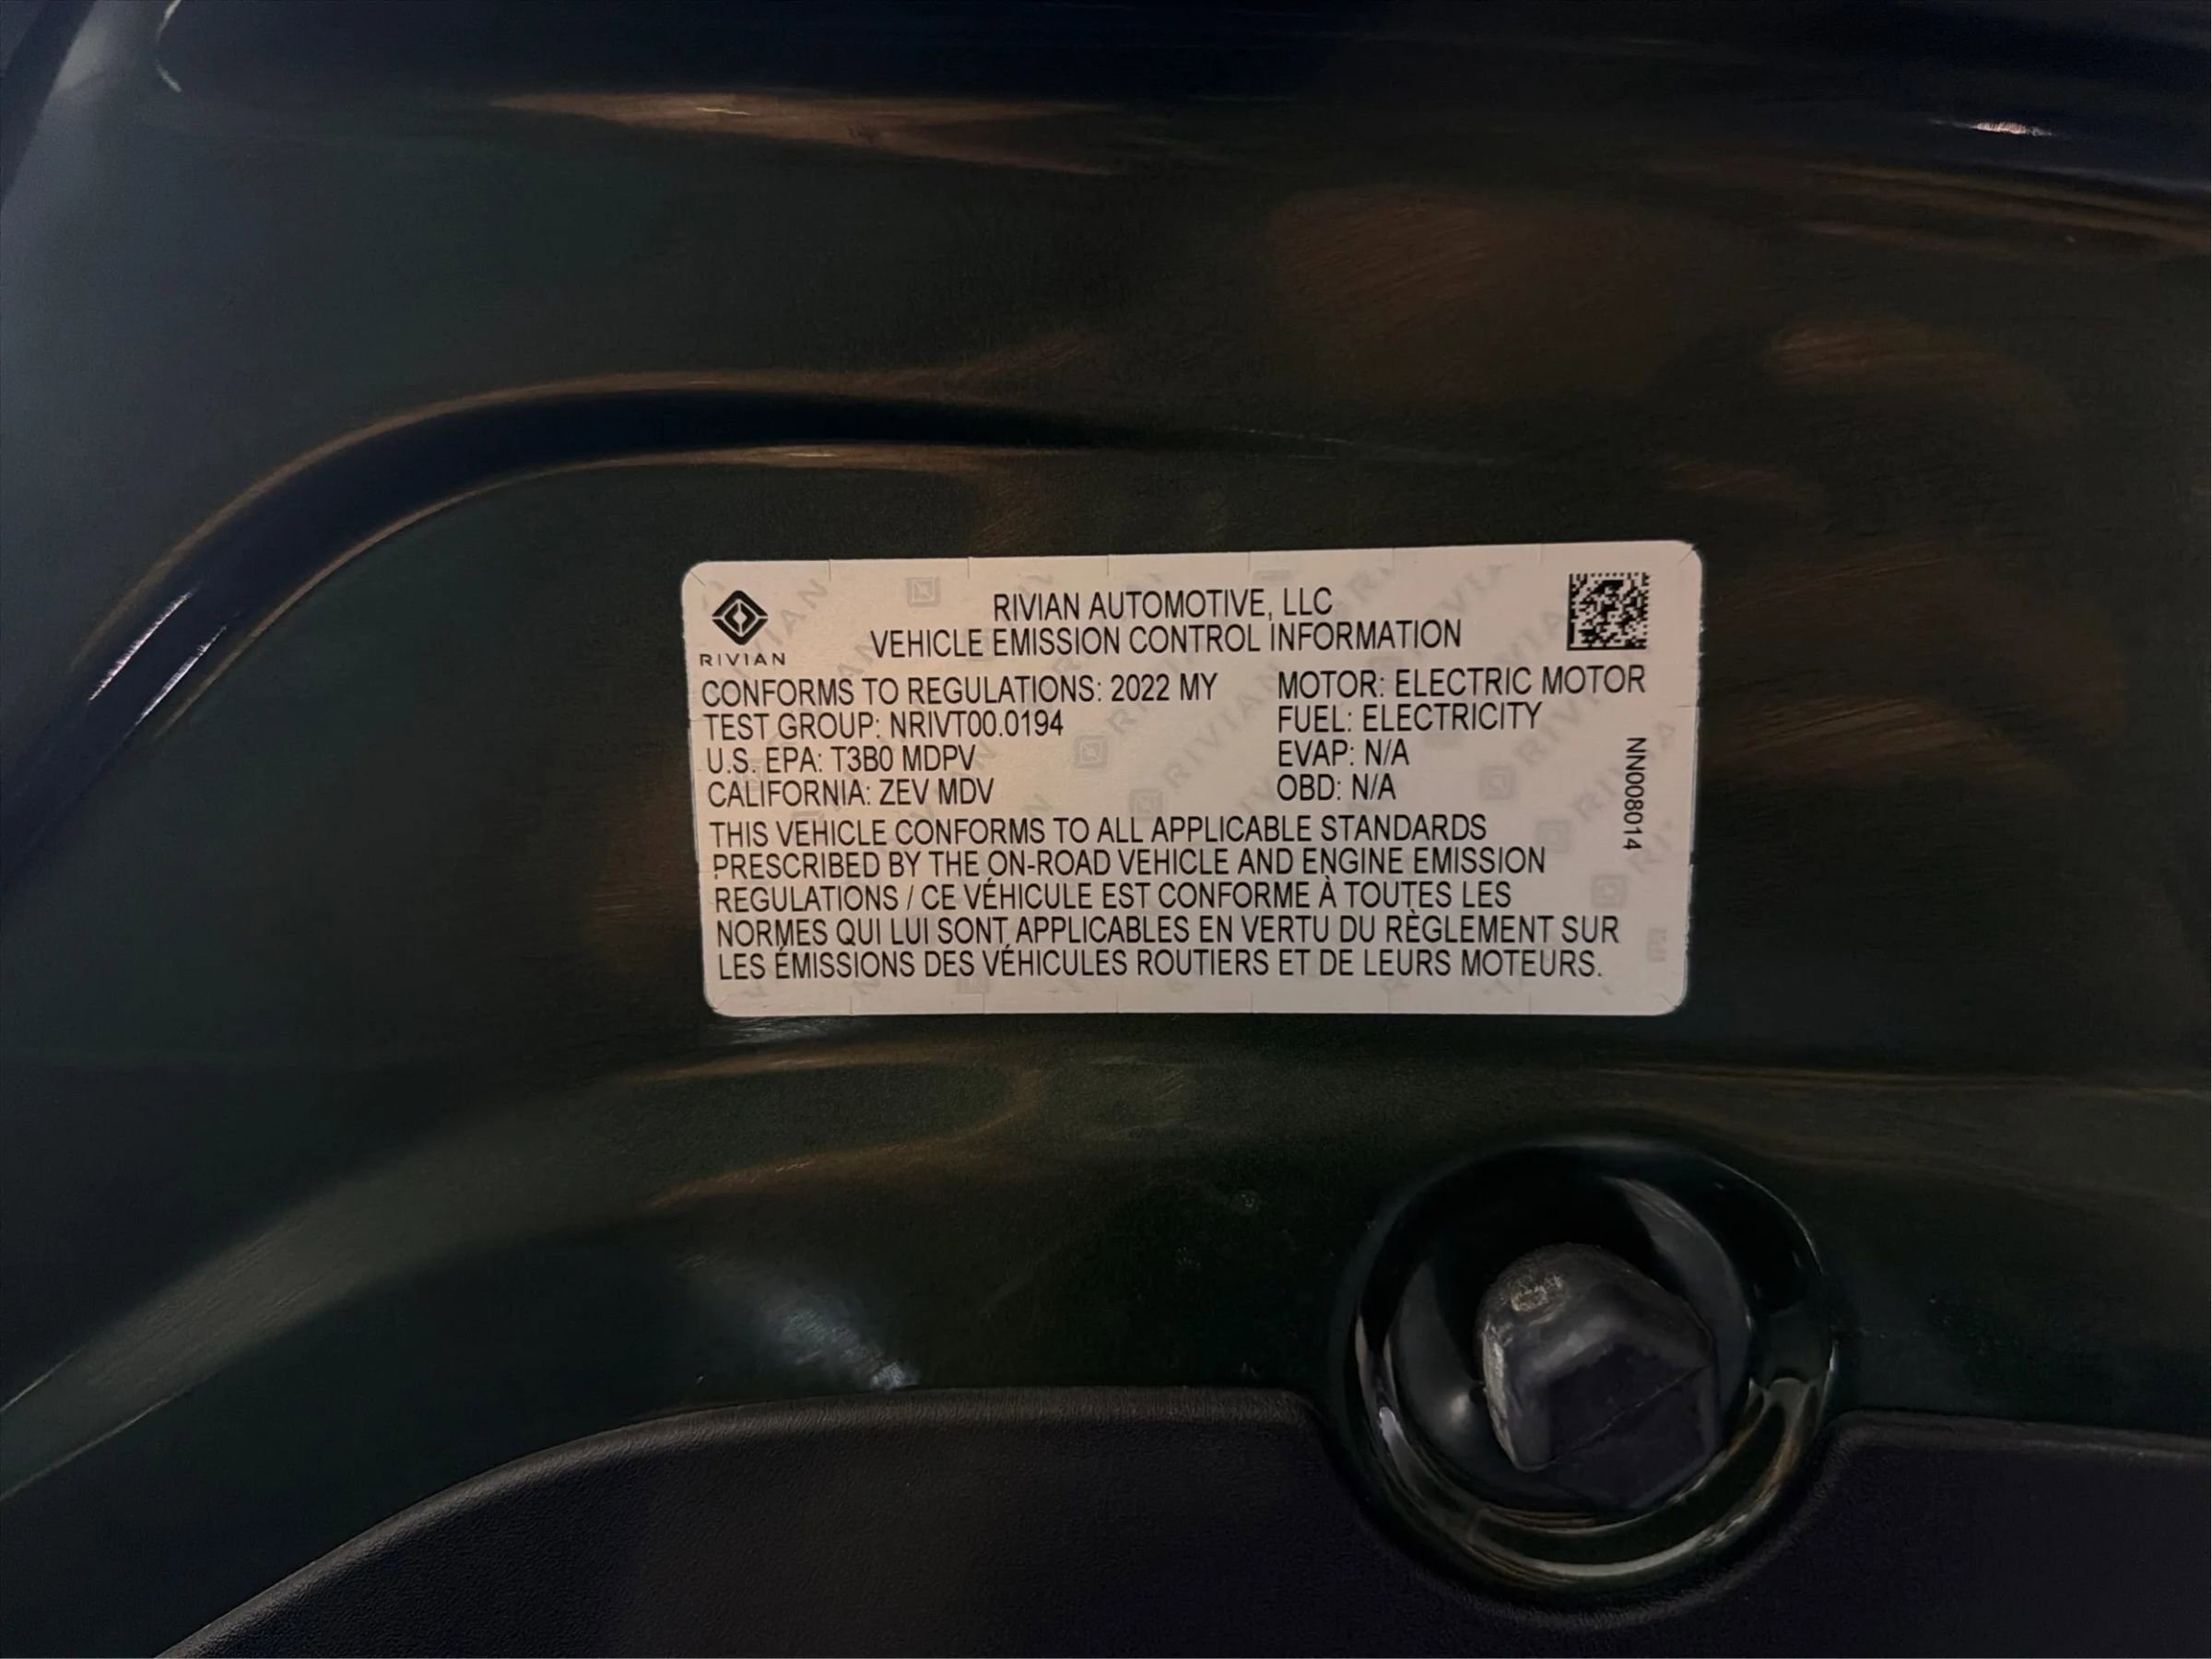 RIVIAN
RIVIAN AUTOMOTIVE, LLC
VEHICLE EMISSION CONTROL INFORMATION
CONFORMS TO REGULATIONS: 2022 MY
TEST GROUP: NRIVT00.0194
U.S. EPA: T3B0 MDPV
CALIFORNIA: ZEV MDV
MOTOR: ELECTRIC MOTOR
FUEL: ELECTRICITY
EVAP: N/A
OBD: N/A
THIS VEHICLE CONFORMS TO ALL APPLICABLE STANDARDS
PRESCRIBED BY THE ON-ROAD VEHICLE AND ENGINE EMISSION
REGULATIONS / CE VÉHICULE EST CONFORME À TOUTES LES
NORMES QUI LUI SONT APPLICABLES EN VERTU DU RÈGLEMENT SUR
LES ÉMISSIONS DES VÉHICULES ROUTIERS ET DE LEURS MOTEURS.
NN008014